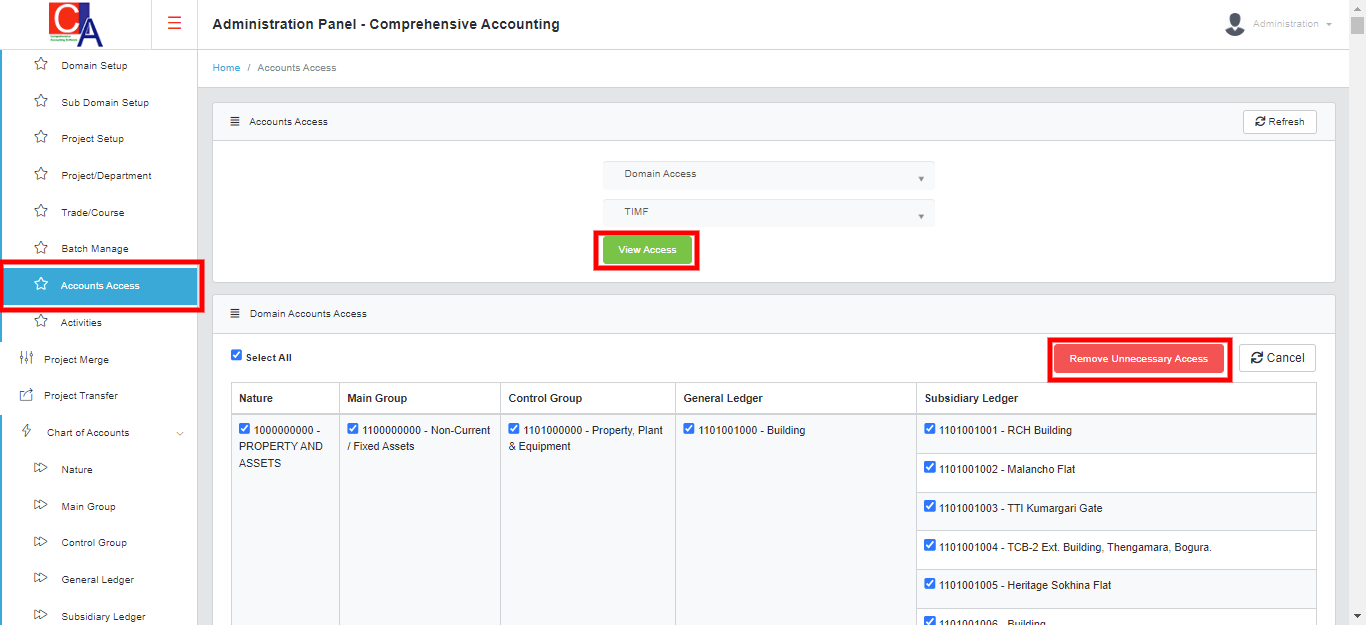 CA
Administration Panel - Comprehensive Accounting
Administration
Domain Setup
Sub Domain Setup
Project Setup
Project/Department
Trade/Course
Batch Manage
Accounts Access
Activities
Project Merge
Project Transfer
Chart of Accounts
Nature
Main Group
Control Group
General Ledger
Subsidiary Ledger
Home / Accounts Access
Accounts Access
Refresh
Domain Access
TIMF
View Access
Domain Accounts Access
Select All
Remove Unnecessary Access
Cancel
Nature Main Group Control Group General Ledger Subsidiary Ledger
1000000000 -
PROPERTY AND
ASSETS
1100000000 - Non-Current
/ Fixed Assets
1101000000 - Property, Plant
& Equipment
1101001000 - Building
1101001001 - RCH Building
1101001002 - Malancho Flat
1101001003 - TTI Kumargari Gate
1101001004 - TCB-2 Ext. Building, Thengamara, Bogura.
1101001005 - Heritage Sokhina Flat
1101001006 - Building